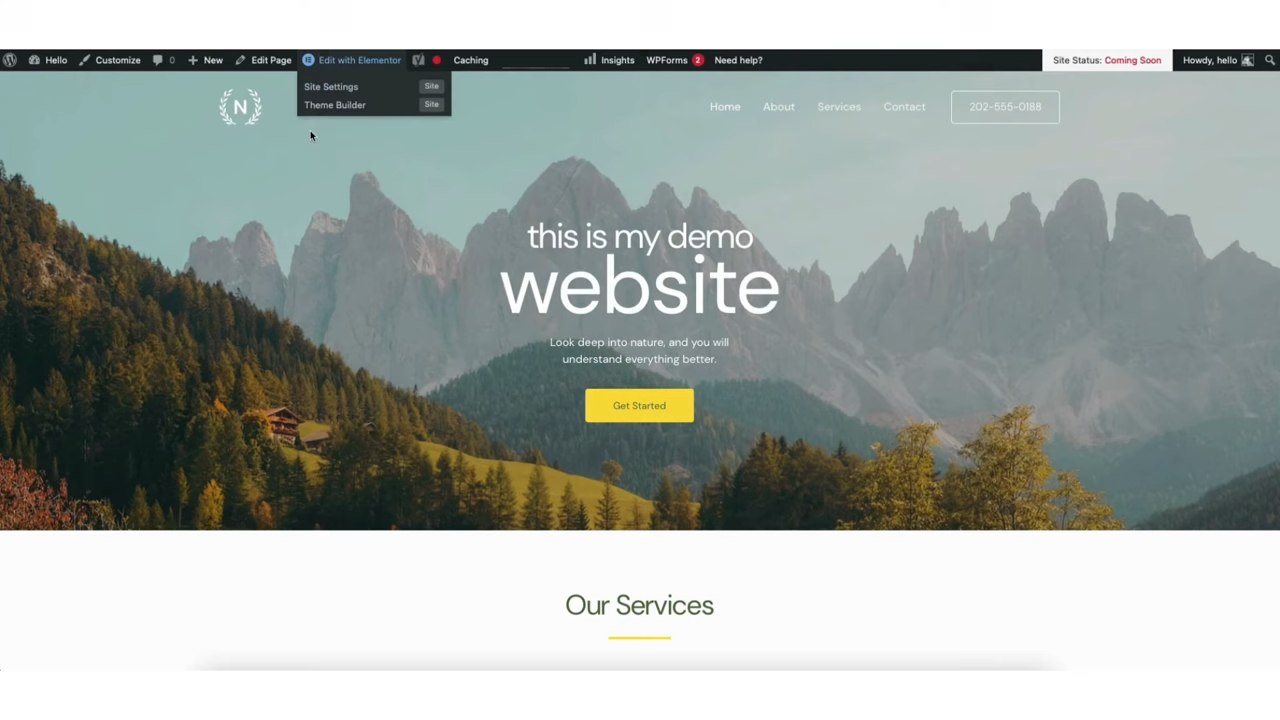 Hello Customize 0 New Edit Page Edit with Elementor Caching Insights WPForms 2 Need help? Site Status: Coming Soon Howdy, hello
Site Settings Site
Theme Builder Site
N
Home About Services Contact 202-555-0188
this is my demo
website
Look deep into nature, and you will
understand everything better.
Get Started
Our Services